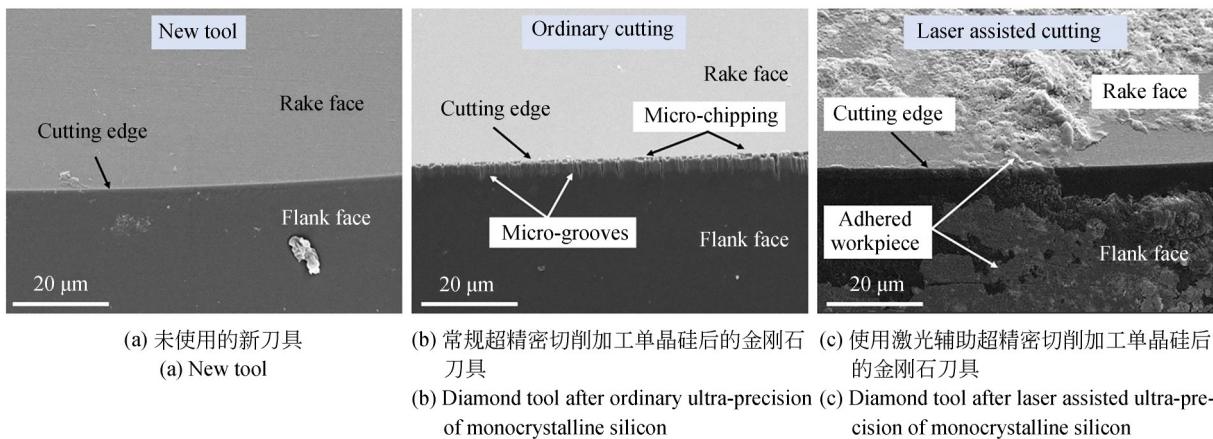 New tool
Rake face
Cutting edge
Flank face
20 μm
Ordinary cutting
Rake face
Cutting edge
Micro-chipping
Micro-grooves
Flank face
20 μm
Laser assisted cutting
Rake face
Cutting edge
Adhered
workpiece
Flank face
20 μm
(a) 未使用的新刀具
(a) New tool
(b) 常规超精密切削加工单晶硅后的金刚石
刀具
(b) Diamond tool after ordinary ultra-precision
of monocrystalline silicon
(c) 使用激光辅助超精密切削加工单晶硅后
的金刚石刀具
(c) Diamond tool after laser assisted ultra-pre-
cision of monocrystalline silicon